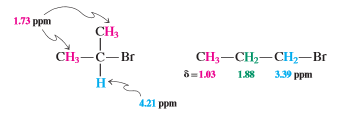 1.73 ppm
CH₃
CH₃—C—Br
H
4.21 ppm
CH₃—CH₂—CH₂—Br
δ = 1.03 1.88 3.39 ppm